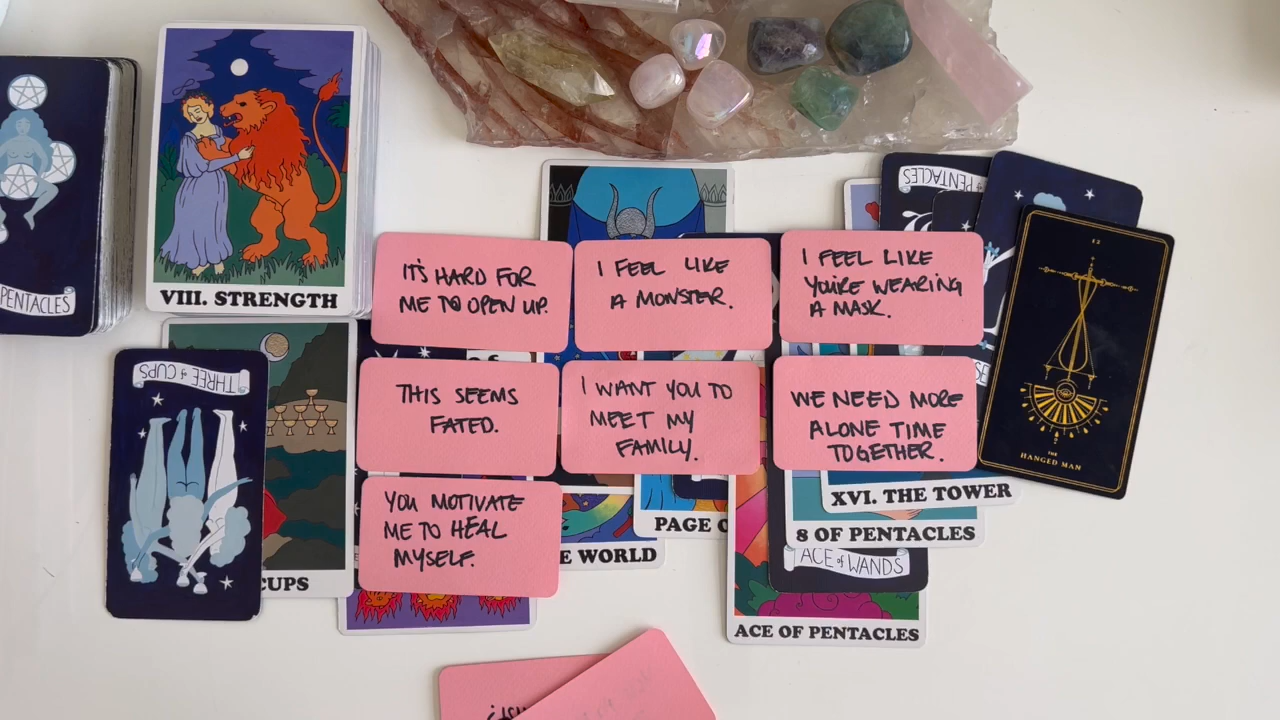 PENTACLES
VIII. STRENGTH
PENTACLES
IT'S HARD FOR
ME TO OPEN UP.
I FEEL LIKE
A MONSTER.
I FEEL LIKE
YOU'RE WEARING
A MASK.
12
THE
HANGED MAN
THREE of CUPS
CUPS
THIS SEEMS
FATED.
I WANT YOU TO
MEET MY
FAMILY.
WE NEED MORE
ALONE TIME
TOGETHER.
XVI. THE TOWER
YOU MOTIVATE
ME TO HEAL
MYSELF.
WORLD
PAGE
8 OF PENTACLES
ACE of WANDS
ACE OF PENTACLES